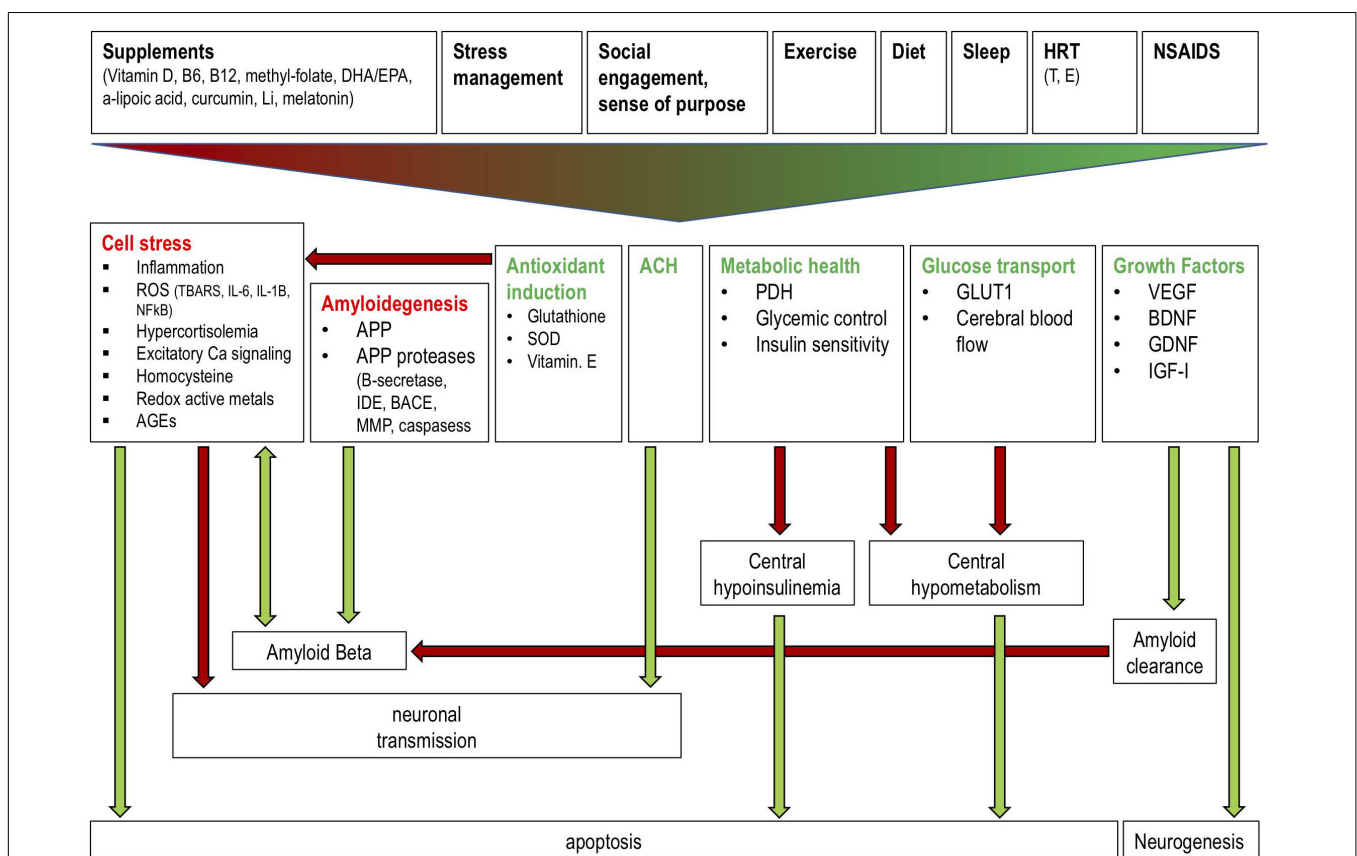 Supplements
(Vitamin D, B6, B12, methyl-folate, DHA/EPA,
a-lipoic acid, curcumin, Li, melatonin)
Stress
management
Social
engagement,
sense of purpose
Exercise
Diet
Sleep
HRT
(T, E)
NSAIDS
Cell stress
▪ Inflammation
▪ ROS (TBARS, IL-6, IL-1B,
NFkB)
▪ Hypercortisolemia
▪ Excitatory Ca signaling
▪ Homocysteine
▪ Redox active metals
▪ AGEs
Amyloidegenesis
• APP
• APP proteases
(B-secretase,
IDE, BACE,
MMP, caspasess
Antioxidant
induction
• Glutathione
• SOD
• Vitamin. E
ACH
Metabolic health
• PDH
• Glycemic control
• Insulin sensitivity
Glucose transport
• GLUT1
• Cerebral blood
flow
Growth Factors
• VEGF
• BDNF
• GDNF
• IGF-I
Central
hypoinsulinemia
Central
hypometabolism
Amyloid Beta
Amyloid
clearance
neuronal
transmission
apoptosis
Neurogenesis